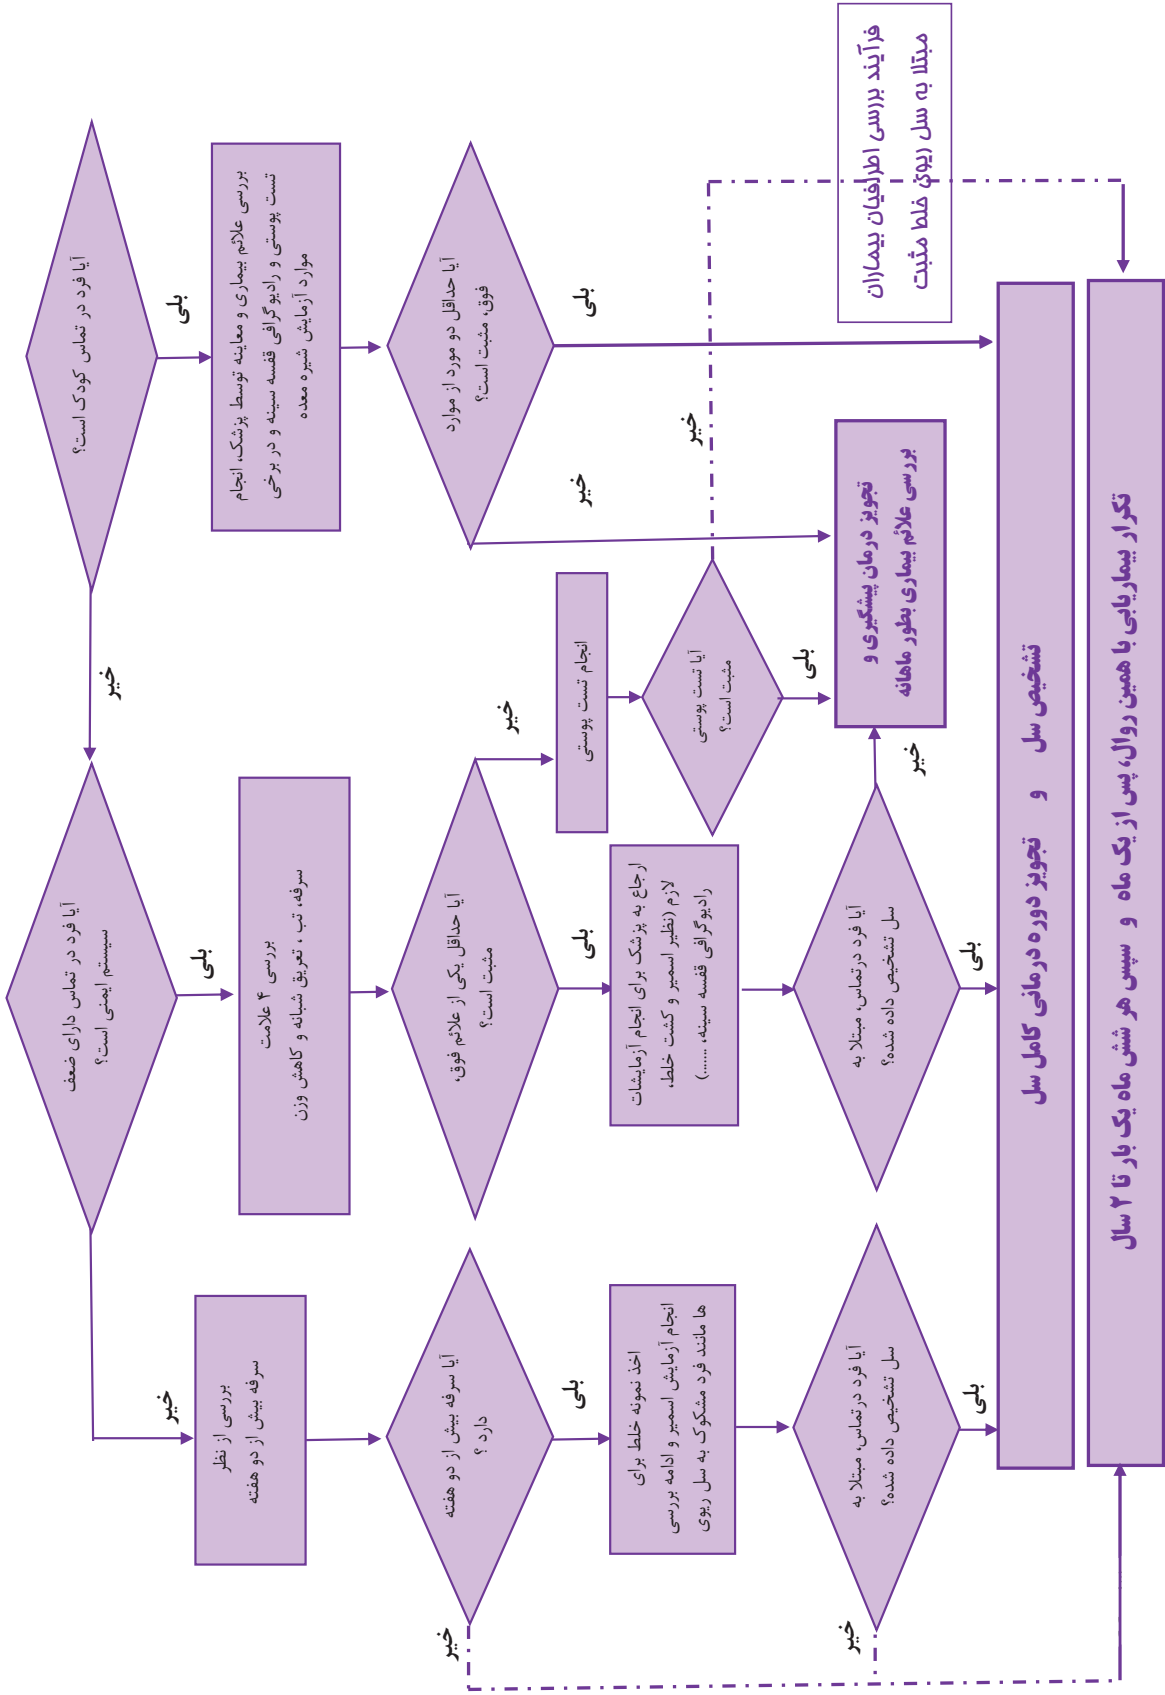 فرآیند بررسی اطرافیان بیماران
مبتلا به سل ریوی خلط مثبت
آیا فرد در تماس کودک است؟
بلی
خیر
بررسی علائم بیماری و معاینه توسط پزشک، انجام
تست پوستی و رادیوگرافی قفسه سینه و در برخی
موارد آزمایش شیره معده
آیا حداقل دو مورد از موارد
فوق، مثبت است؟
بلی
خیر
آیا فرد در تماس دارای ضعف
سیستم ایمنی است؟
بلی
خیر
بررسی ۴ علامت
سرفه، تب ، تعریق شبانه و کاهش وزن
آیا حداقل یکی از علائم فوق،
مثبت است؟
خیر
بلی
انجام تست پوستی
آیا تست پوستی
مثبت است؟
خیر
بلی
تجویز درمان پیشگیری و
بررسی علائم بیماری بطور ماهانه
ارجاع به پزشک برای انجام آزمایشات
لازم (نظیر اسمیر و کشت خلط،
رادیوگرافی قفسه سینه، .......)
آیا فرد درتماس، مبتلا به
سل تشخیص داده شده؟
خیر
بلی
بررسی از نظر
سرفه بیش از دو هفته
آیا سرفه بیش از دو هفته
دارد ؟
بلی
خیر
اخذ نمونه خلط برای
انجام آزمایش اسمیر و ادامه بررسی
ها مانند فرد مشکوک به سل ریوی
آیا فرد درتماس، مبتلا به
سل تشخیص داده شده؟
بلی
خیر
تشخیص سل و تجویز دوره درمانی کامل سل
تکرار بیماریابی با همین روال، پس از یک ماه و سپس هر شش ماه یک بار تا ۲ سال